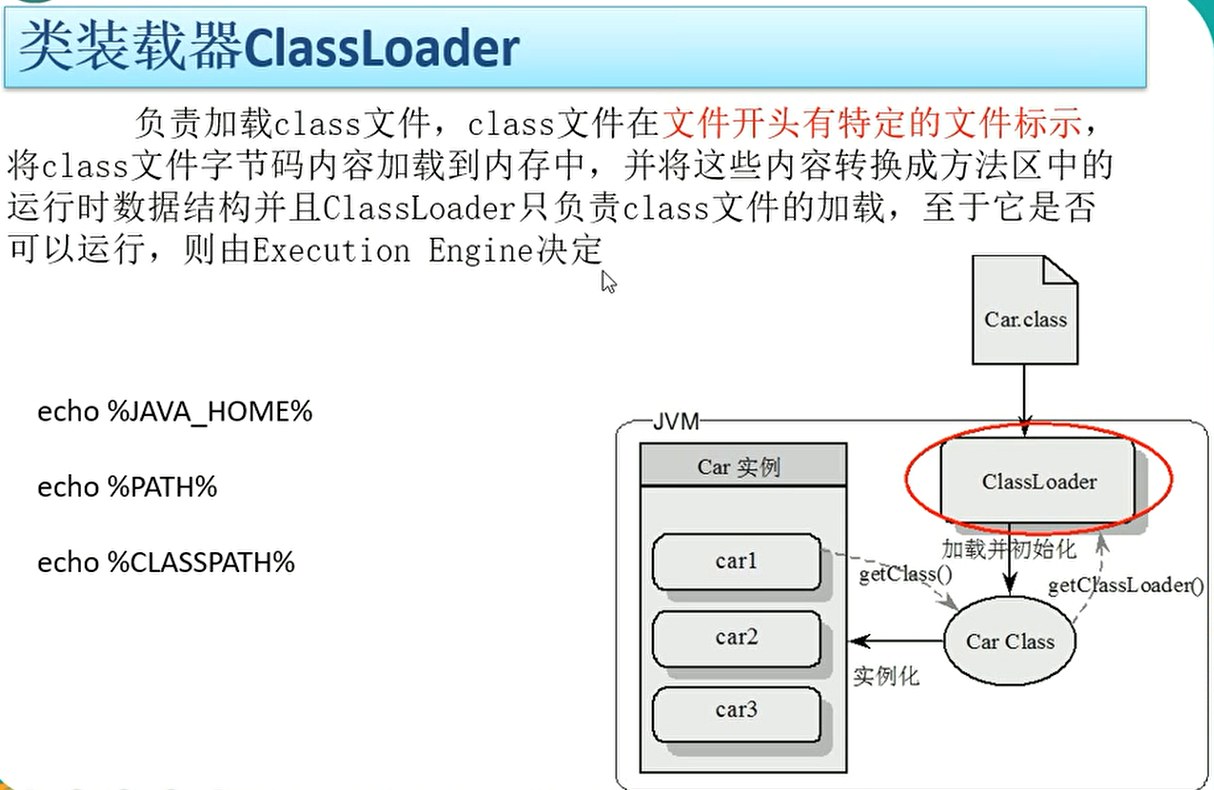 类装载器ClassLoader
负责加载class文件，class文件在文件开头有特定的文件标示，
将class文件字节码内容加载到内存中，并将这些内容转换成方法区中的
运行时数据结构并且ClassLoader只负责class文件的加载，至于它是否
可以运行，则由Execution Engine决定
Car.class
echo %JAVA_HOME%
echo %PATH%
echo %CLASSPATH%
JVM
Car 实例
ClassLoader
加载并初始化
car1
getClass()
getClassLoader()
car2
Car Class
实例化
car3